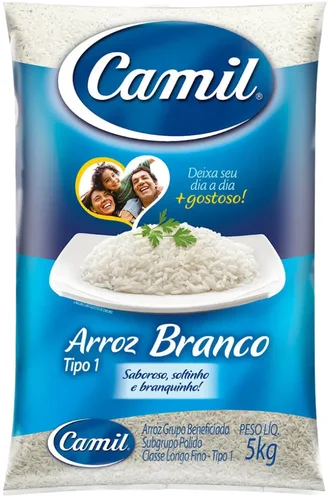 Camil®
Deixa seu
dia a dia
+gostoso!
Arroz Branco
Tipo 1
Saboroso, soltinho
e branquinho!
Camil®
Arroz Grupo Beneficiado
Subgrupo Polido
Classe Longo Fino - Tipo 1
PESO LÍQ.
5kg